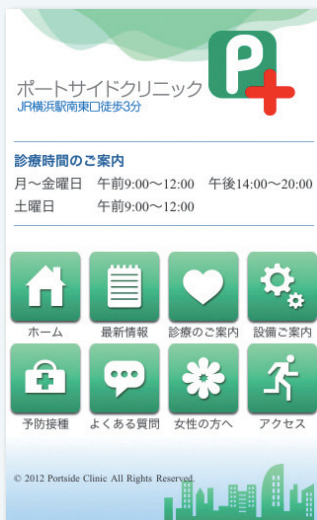 P
ポートサイドクリニック
JR横浜駅南東口徒歩3分
診療時間のご案内
月〜金曜日 午前9:00〜12:00 午後14:00〜20:00
土曜日 午前9:00〜12:00
ホーム 最新情報 診療のご案内 設備ご案内
予防接種 よくある質問 女性の方へ アクセス
© 2012 Portside Clinic All Rights Reserved.